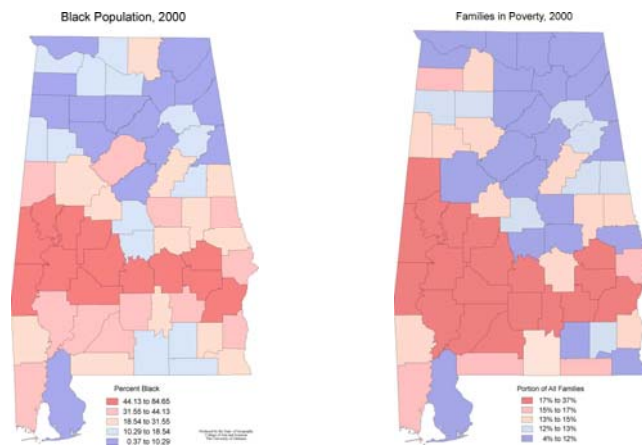 Black Population, 2000
Families in Poverty, 2000
Percent Black
44.13 to 84.65
31.55 to 44.13
18.54 to 31.55
10.29 to 18.54
0.37 to 10.29
Portion of All Families
17% to 37%
15% to 17%
13% to 15%
12% to 13%
4% to 12%